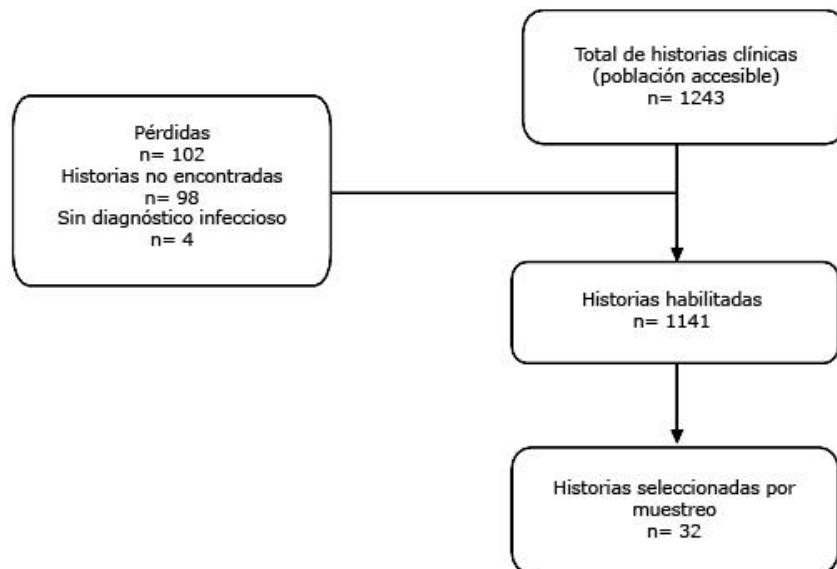 Total de historias clínicas
(población accesible)
n= 1243
Pérdidas
n= 102
Historias no encontradas
n= 98
Sin diagnóstico infeccioso
n= 4
Historias habilitadas
n= 1141
Historias seleccionadas por
muestreo
n= 32